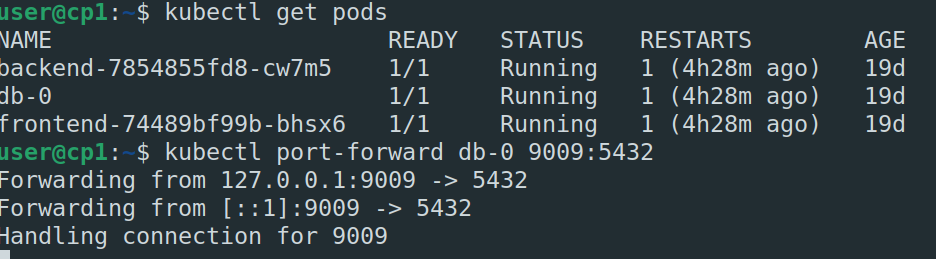 user@cp1:~$ kubectl get pods
NAME                        READY   STATUS    RESTARTS        AGE
backend-7854855fd8-cw7m5    1/1     Running   1 (4h28m ago)   19d
db-0                        1/1     Running   1 (4h28m ago)   19d
frontend-74489bf99b-bhsx6   1/1     Running   1 (4h28m ago)   19d
user@cp1:~$ kubectl port-forward db-0 9009:5432
Forwarding from 127.0.0.1:9009 -> 5432
Forwarding from [::1]:9009 -> 5432
Handling connection for 9009